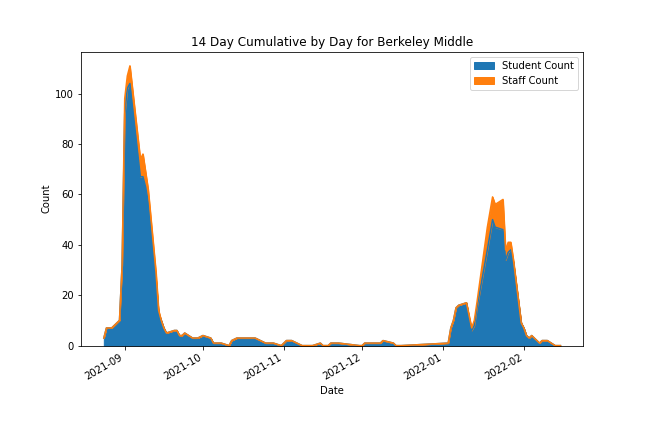 14 Day Cumulative by Day for Berkeley Middle
Student Count
Staff Count
100
80
60
40
20
0
Count
2021-09
2021-10
2021-11
2021-12
2022-01
2022-02
Date